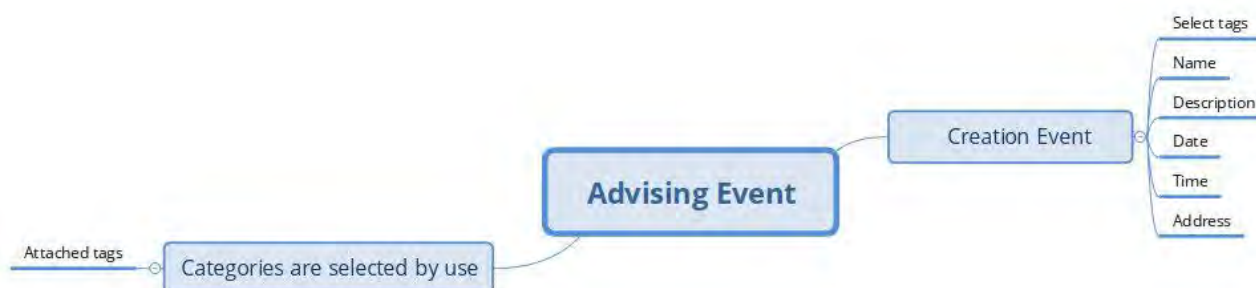 Select tags
Name
Description
Creation Event
Date
Advising Event
Time
Address
Attached tags
Categories are selected by use